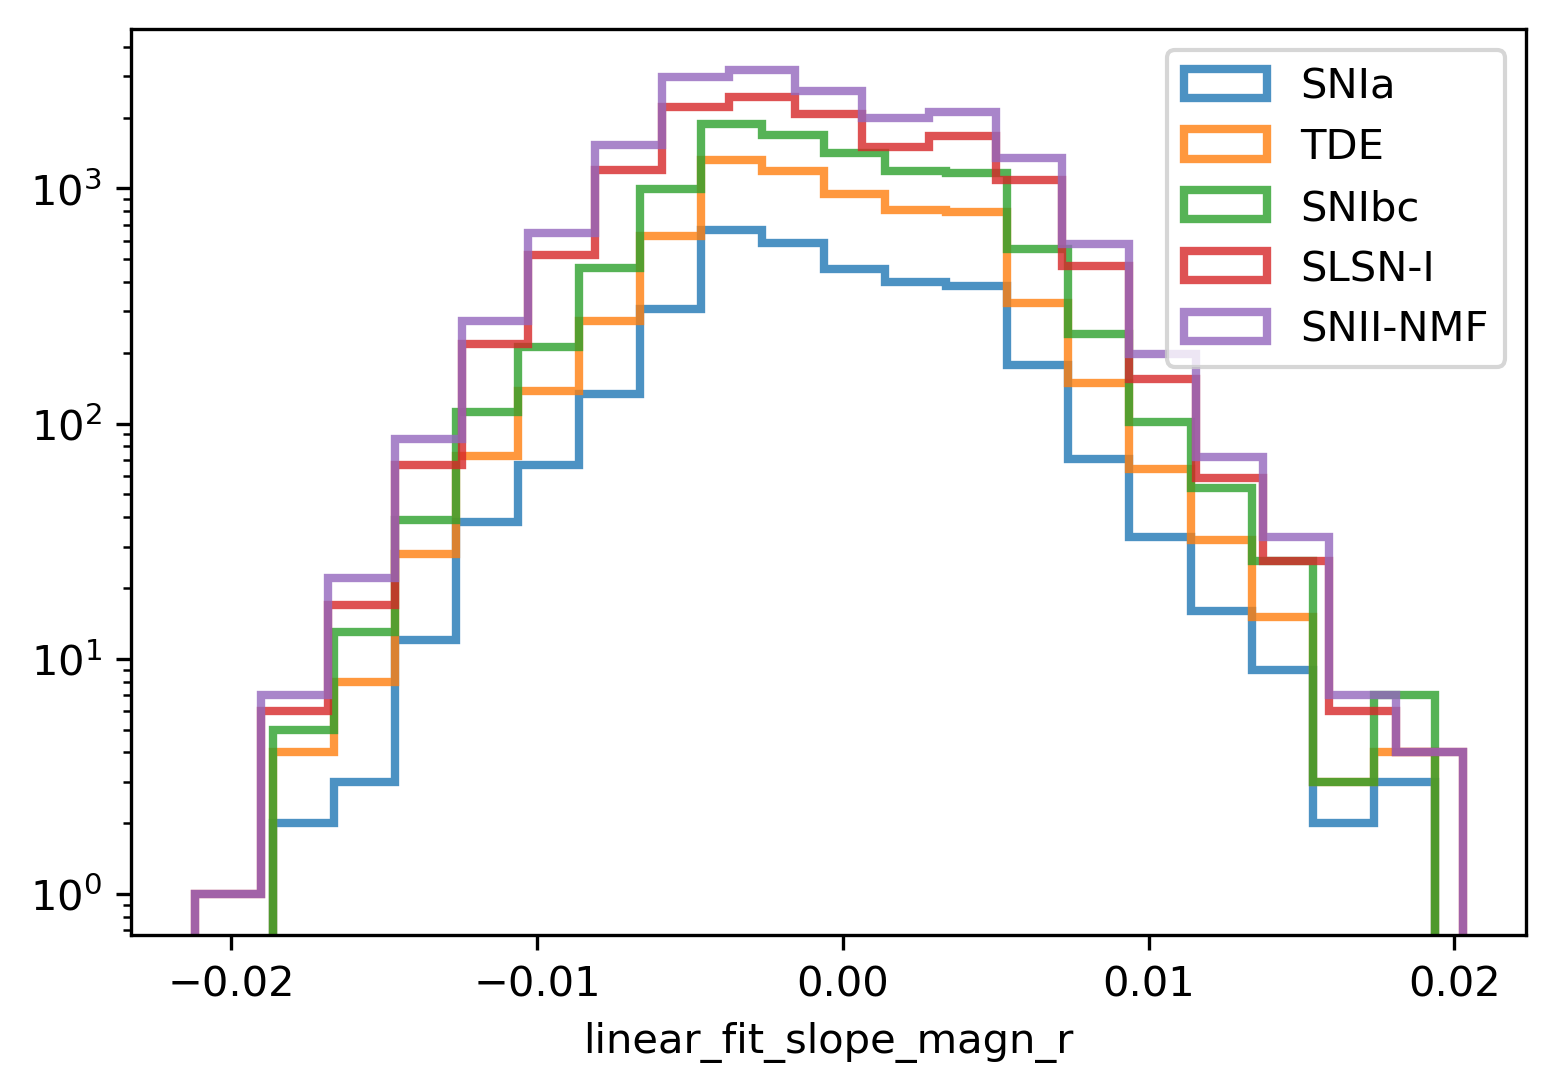 10³
10²
10¹
10⁰
−0.02
−0.01
0.00
0.01
0.02
linear_fit_slope_magn_r
SNIa
TDE
SNIbc
SLSN-I
SNII-NMF